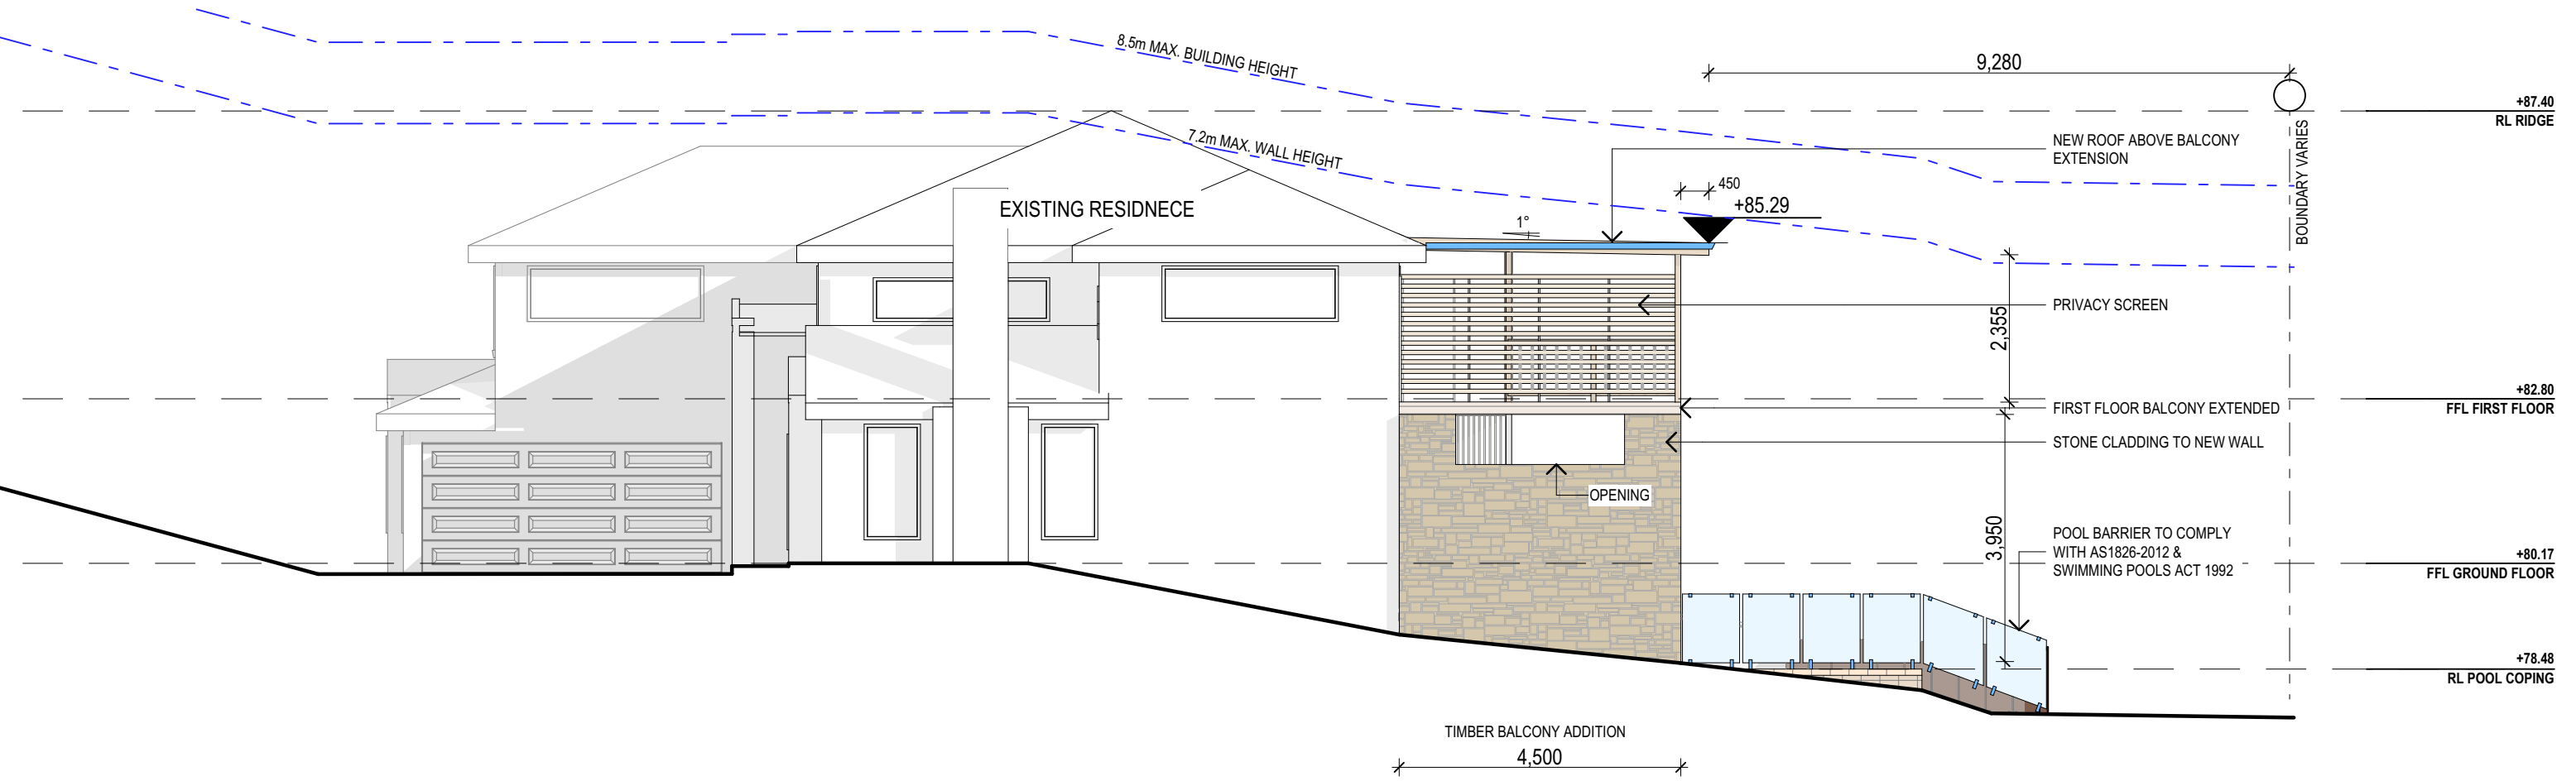 8.5m MAX. BUILDING HEIGHT
9,280
+87.40
RL RIDGE
7.2m MAX. WALL HEIGHT
NEW ROOF ABOVE BALCONY
EXTENSION
BOUNDARY VARIES
450
+85.29
EXISTING RESIDNECE
1°
PRIVACY SCREEN
2,355
+82.80
FFL FIRST FLOOR
FIRST FLOOR BALCONY EXTENDED
STONE CLADDING TO NEW WALL
OPENING
3,950
POOL BARRIER TO COMPLY
WITH AS1826-2012 &
SWIMMING POOLS ACT 1992
+80.17
FFL GROUND FLOOR
+78.48
RL POOL COPING
TIMBER BALCONY ADDITION
4,500